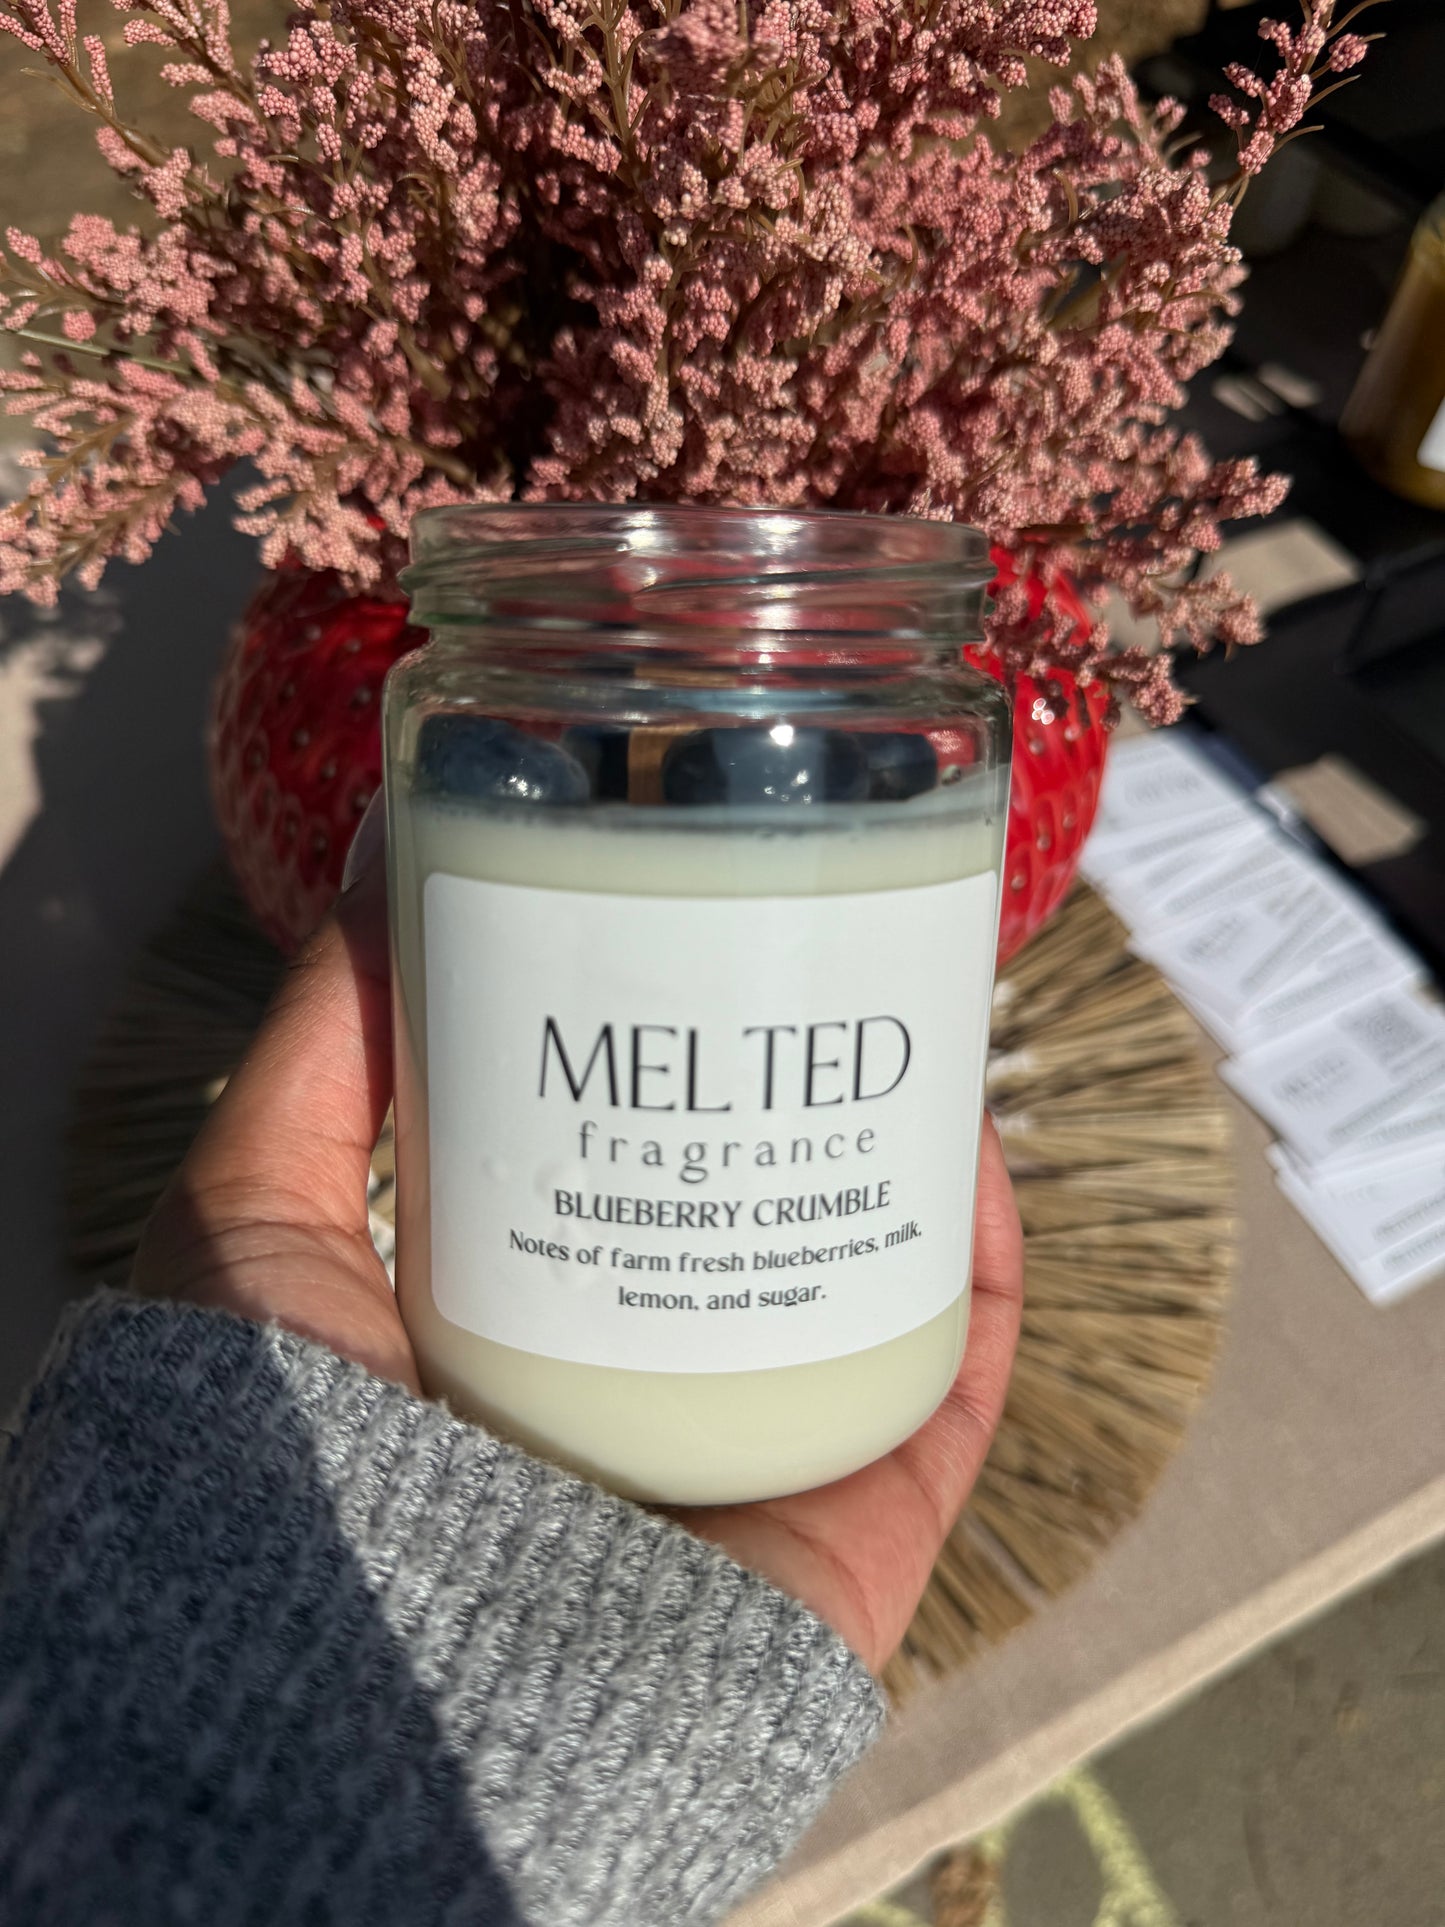 MELTED
fragrance
BLUEBERRY CRUMBLE
Notes of farm fresh blueberries, milk,
lemon, and sugar.